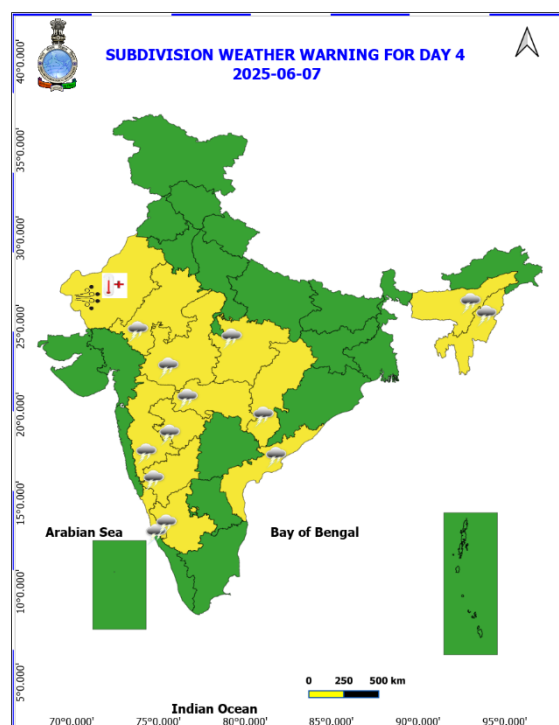 SUBDIVISION WEATHER WARNING FOR DAY 4
2025-06-07
40°0.000'
35°0.000'
30°0.000'
25°0.000'
20°0.000'
15°0.000'
10°0.000'
5°0.000'
Arabian Sea
Bay of Bengal
0 250 500 km
Indian Ocean
70°0.000' 75°0.000' 80°0.000' 85°0.000' 90°0.000' 95°0.000'